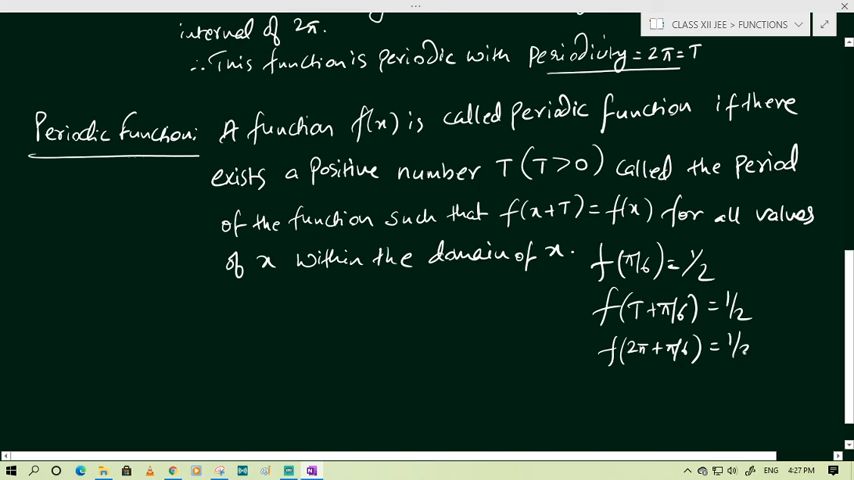 CLASS XII JEE > FUNCTIONS
interval of 2π.
∴ This function is periodic with Periodivity = 2π = T
Periodic Function: A function f(x) is called periodic function if there
exists a Positive number T (T>0) called the Period
of the function such that f(x+T) = f(x) for all values
of x within the domain of x.
f(π/6) = 1/2
f(T+π/6) = 1/2
f(2π+π/6) = 1/2
ENG 4:27 PM